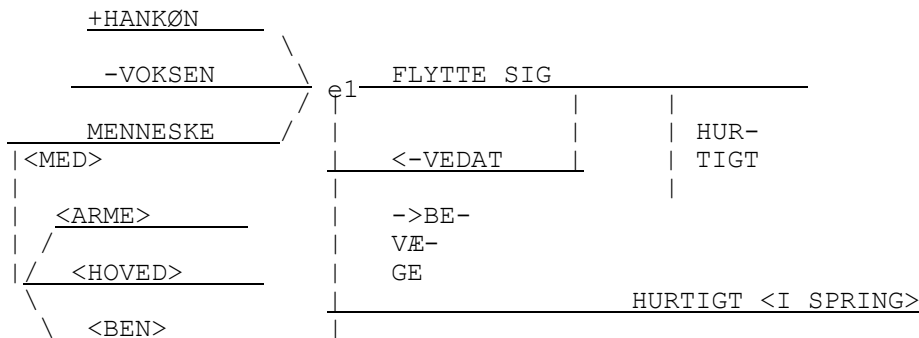 +HANKØN
-VOKSEN e1 FLYTTE SIG
MENNESKE HUR-
<MED> <-VEDAT TIGT
<ARME> ->BE-
VÆ-
<HOVED> GE
HURTIGT <I SPRING>
<BEN>